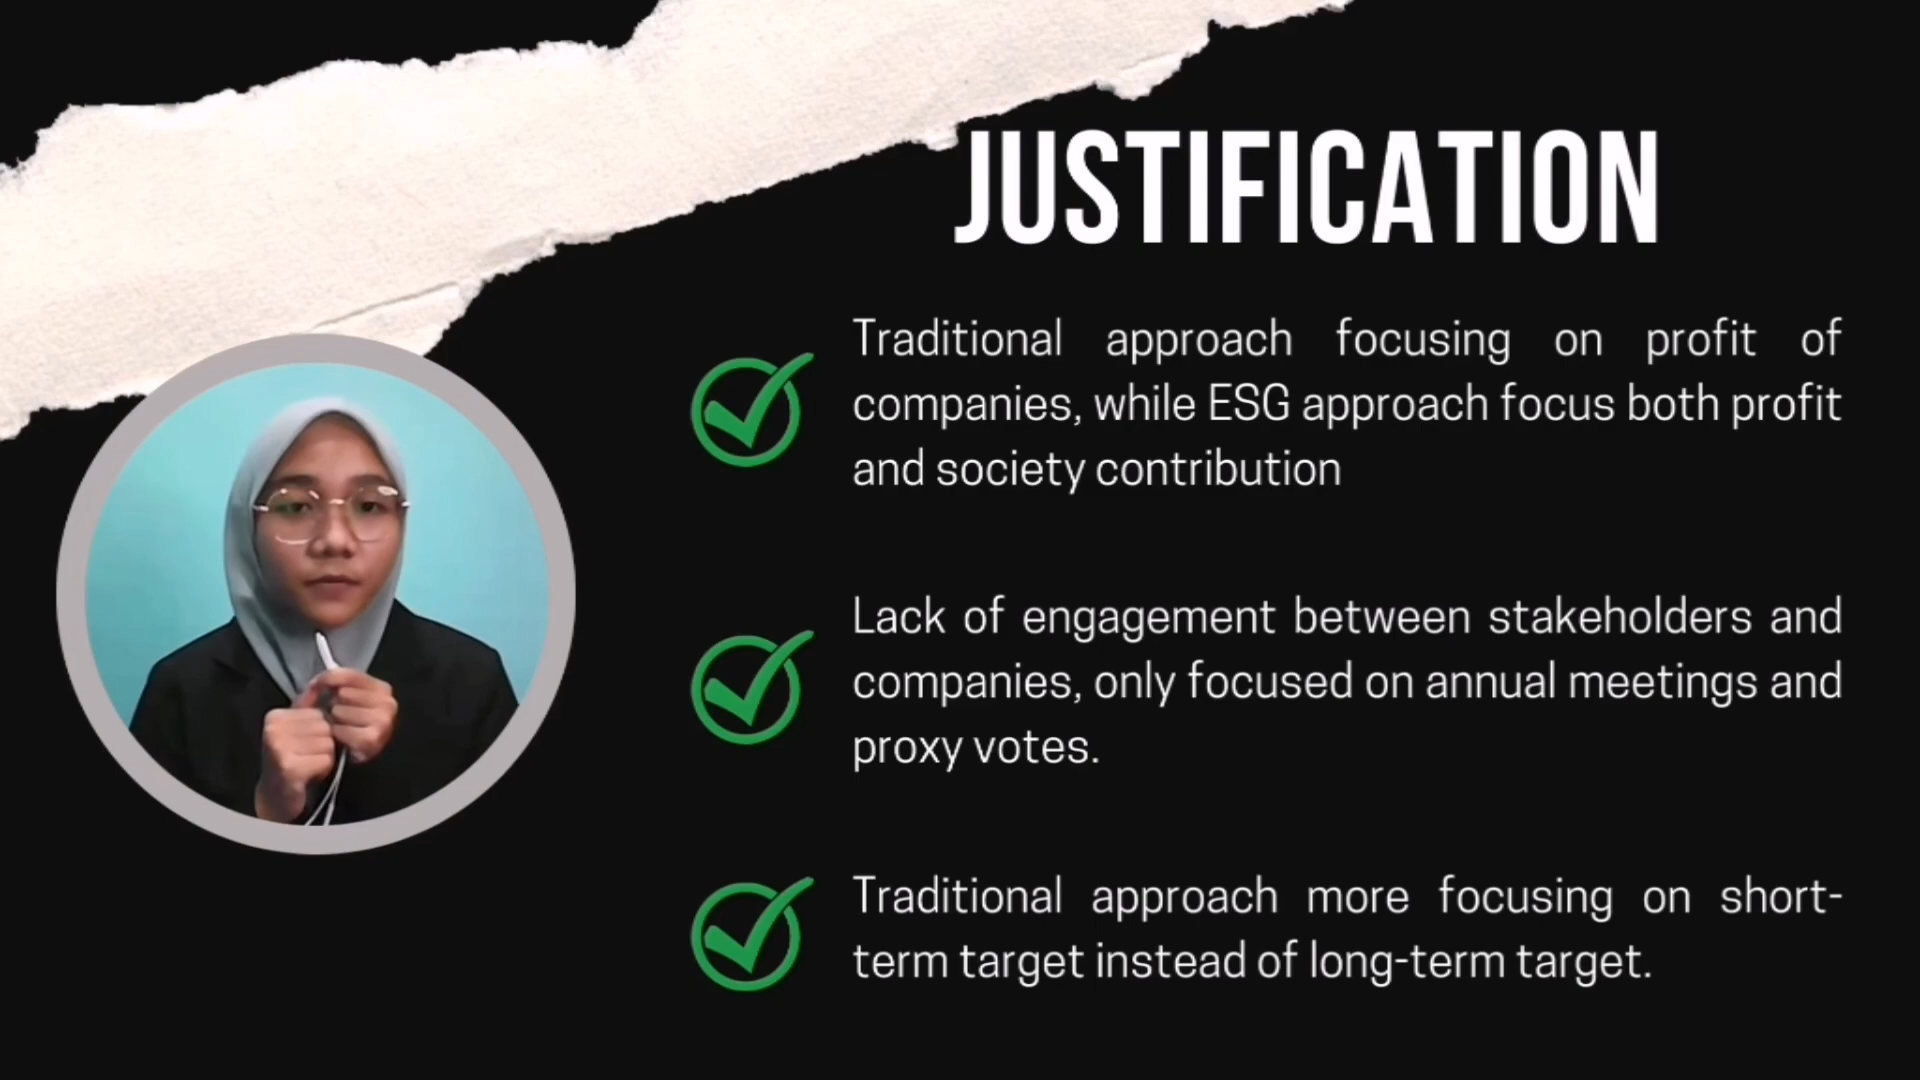 JUSTIFICATION
Traditional approach focusing on profit of
companies, while ESG approach focus both profit
and society contribution
Lack of engagement between stakeholders and
companies, only focused on annual meetings and
proxy votes.
Traditional approach more focusing on short-
term target instead of long-term target.